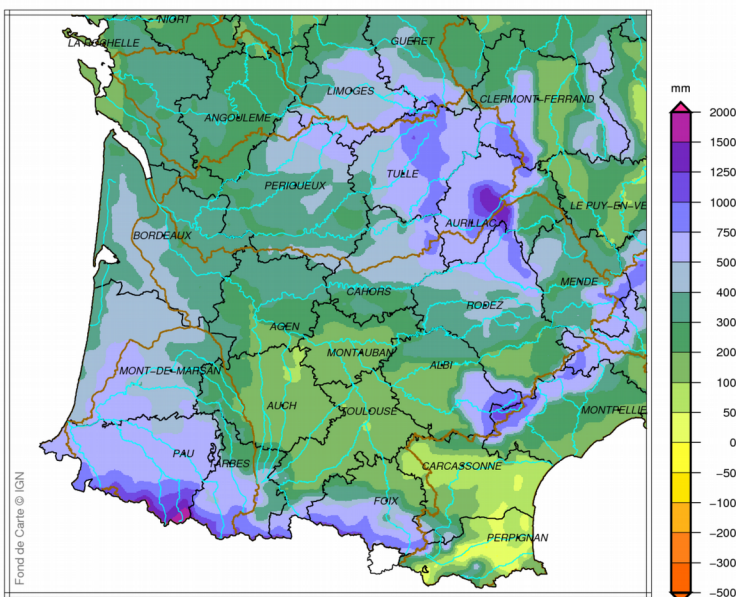 NIORT
LA ROCHELLE
GUERET
LIMOGES
CLERMONT-FERRAND
ANGOULEME
PERIGUEUX
TULLE
LE PUY-EN-VE
AURILLAC
BORDEAUX
MENDE
CAHORS
RODEZ
AGEN
MONTAUBAN
ALBI
MONT-DE-MARSAN
AUCH
TOULOUSE
MONTPELLIE
PAU
TARBES
CARCASSONNE
FOIX
PERPIGNAN
Fond de Carte © IGN
mm
2000
1500
1250
1000
750
500
300
200
100
50
0
-50
-100
-200
-300
-500